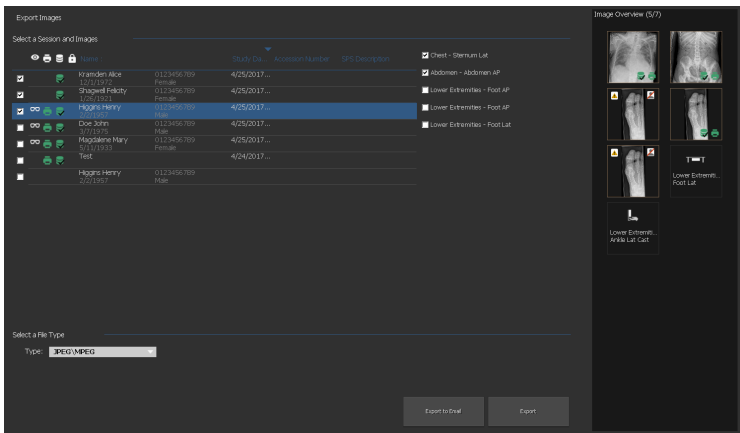 Export Images
Image Overview (5/7)
Select a Session and Images
Name Study Da... Accession Number SPS Description
Chest - Sternum Lat
Abdomen - Abdomen AP
Lower Extremities - Foot AP
Lower Extremities - Foot AP
Lower Extremities - Foot Lat
Kramden Alice 0123456789 4/25/2017...
12/1/1972 Female
Shagwell Felicity 0123456789 4/25/2017...
1/26/1921 Female
Higgins Henry 0123456789 4/25/2017...
2/2/1957 Male
Doe John 0123456789 4/25/2017...
3/7/1975 Male
Magdalene Mary 0123456789 4/25/2017...
5/11/1933 Female
Test 4/24/2017...
Higgins Henry 0123456789
2/2/1957 Male
Lower Extremiti...
Foot Lat
Lower Extremiti...
Ankle Lat Cast
Select a File Type
Type: JPEG\MPEG
Export to Email
Export